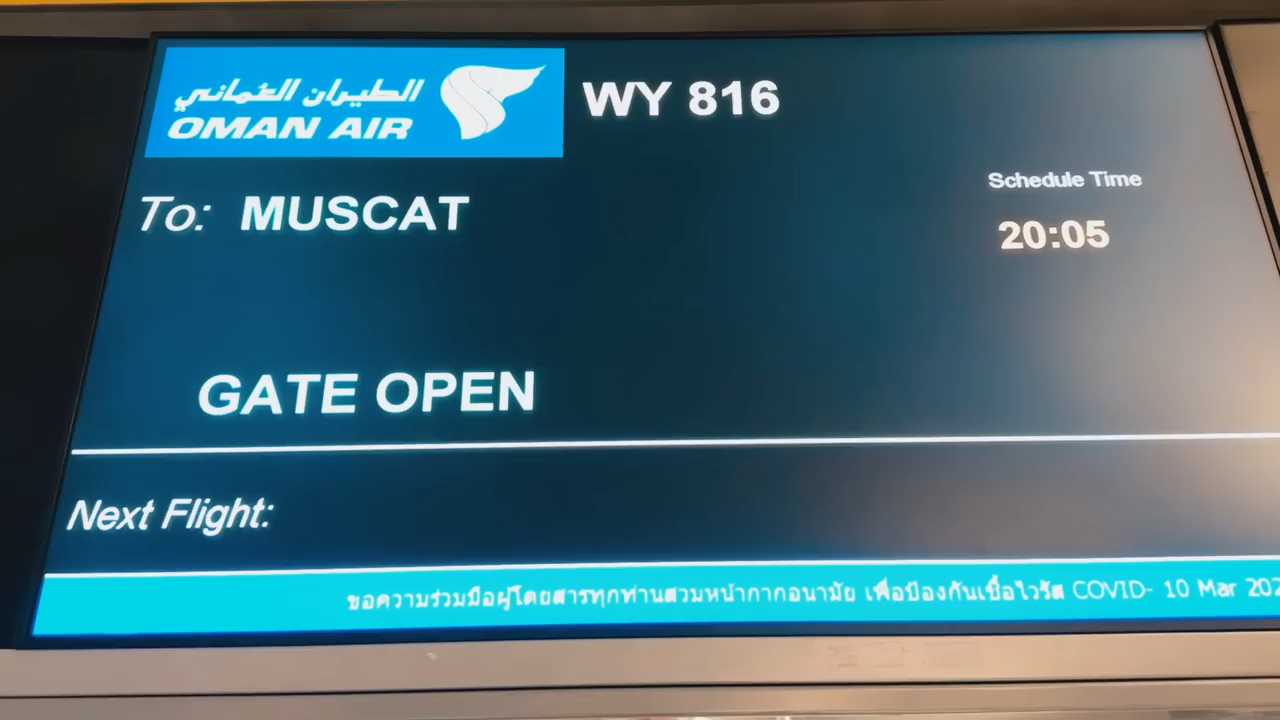 الطيران العُماني
OMAN AIR
WY 816
To: MUSCAT
Schedule Time
20:05
GATE OPEN
Next Flight:
ขอความร่วมมือผู้โดยสารทุกท่านสวมหน้ากากอนามัย เพื่อป้องกันเชื้อไวรัส COVID- 10 Mar 202